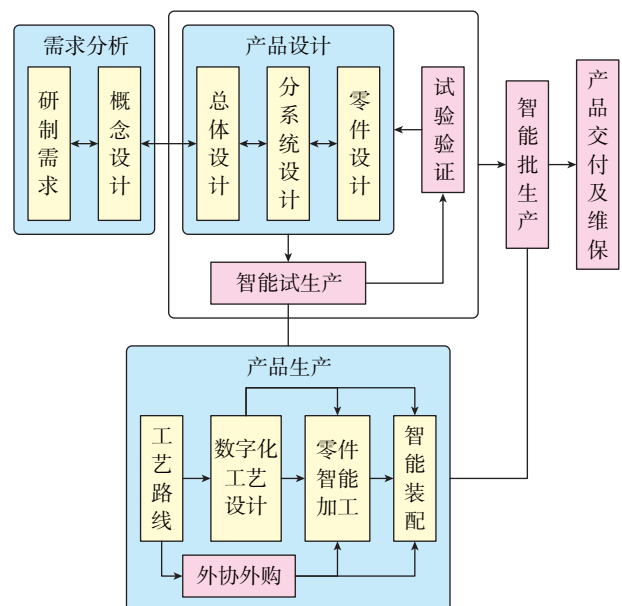 需求分析
研制需求
概念设计
产品设计
总体设计
分系统设计
零件设计
试验验证
智能试生产
智能批生产
产品交付及维保
产品生产
工艺路线
数字化
工艺
设计
零件
智能
加工
智能装配
外协外购